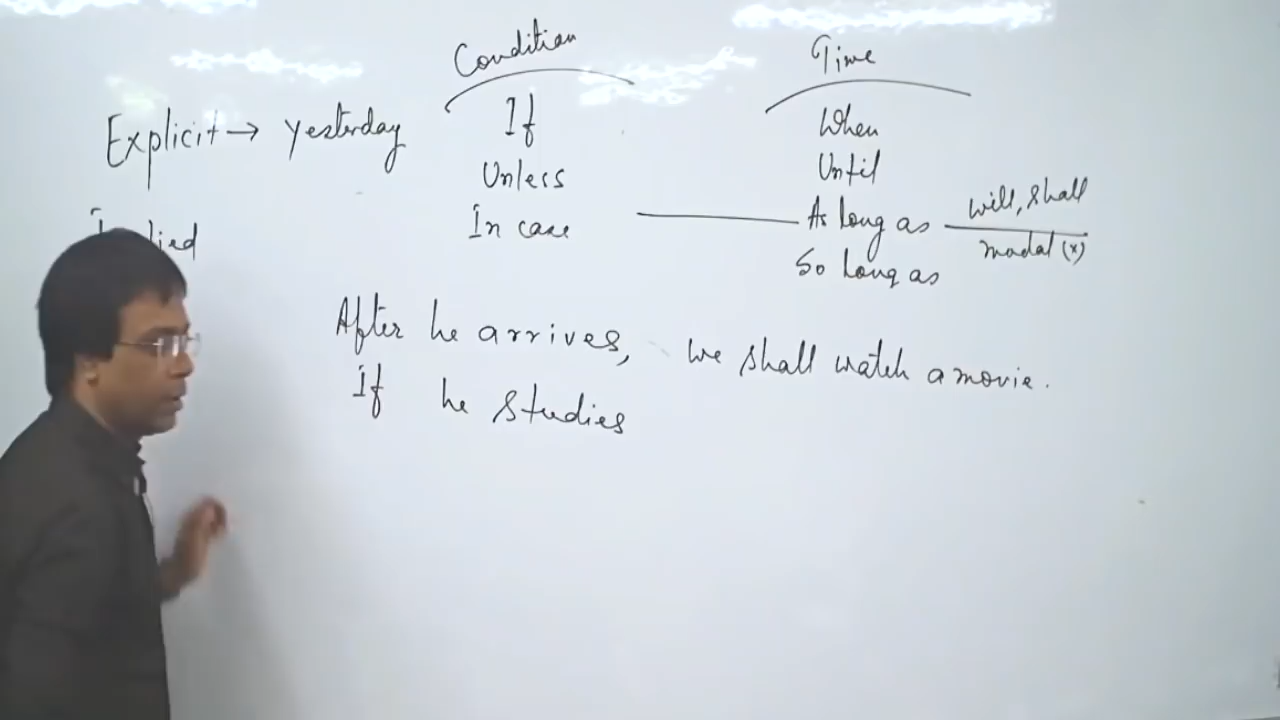 Condition
Time
Explicit → yesterday
If
When
Unless
Until
In case
As long as
will, shall
modal (x)
So long as
After he arrives, we shall watch a movie.
If he studies